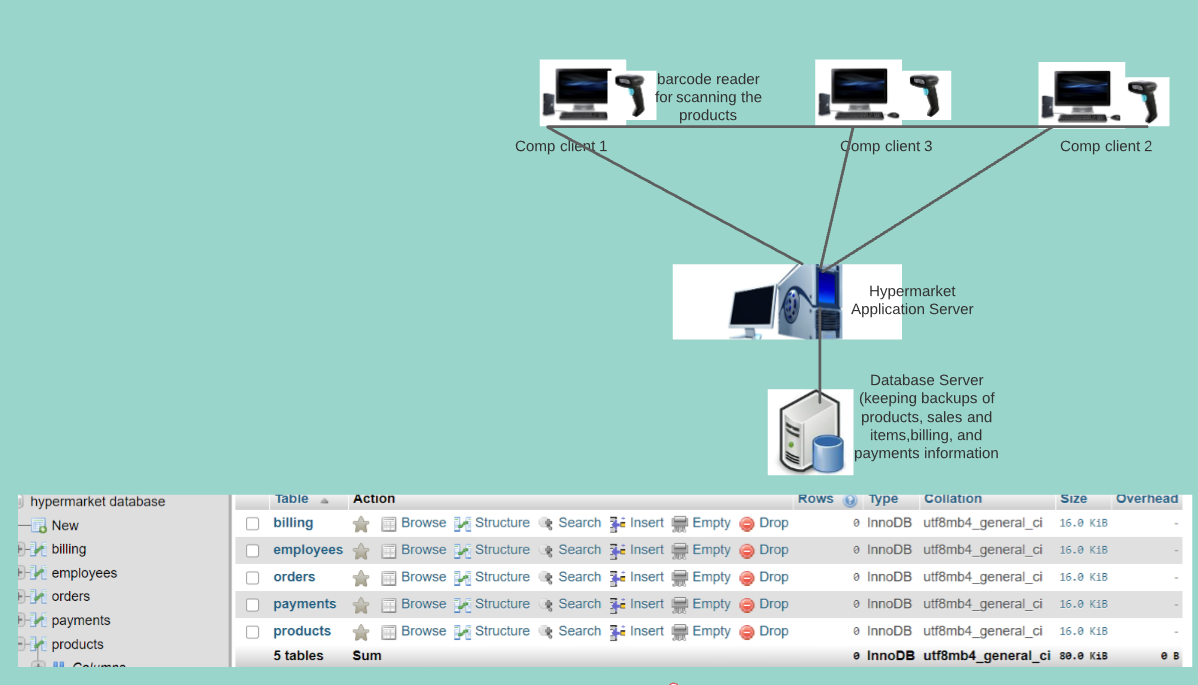 barcode reader
for scanning the
products
Comp client 1
Comp client 3
Comp client 2
Hypermarket
Application Server
Database Server
(keeping backups of
products, sales and
items,billing, and
payments information
hypermarket database
New
billing
employees
orders
payments
products
Columns
Table Action Rows Type Collation Size Overhead
billing Browse Structure Search Insert Empty Drop 0 InnoDB utf8mb4_general_ci 16.0 KiB -
employees Browse Structure Search Insert Empty Drop 0 InnoDB utf8mb4_general_ci 16.0 KiB -
orders Browse Structure Search Insert Empty Drop 0 InnoDB utf8mb4_general_ci 16.0 KiB -
payments Browse Structure Search Insert Empty Drop 0 InnoDB utf8mb4_general_ci 16.0 KiB -
products Browse Structure Search Insert Empty Drop 0 InnoDB utf8mb4_general_ci 16.0 KiB -
5 tables Sum 0 InnoDB utf8mb4_general_ci 80.0 KiB 0 B